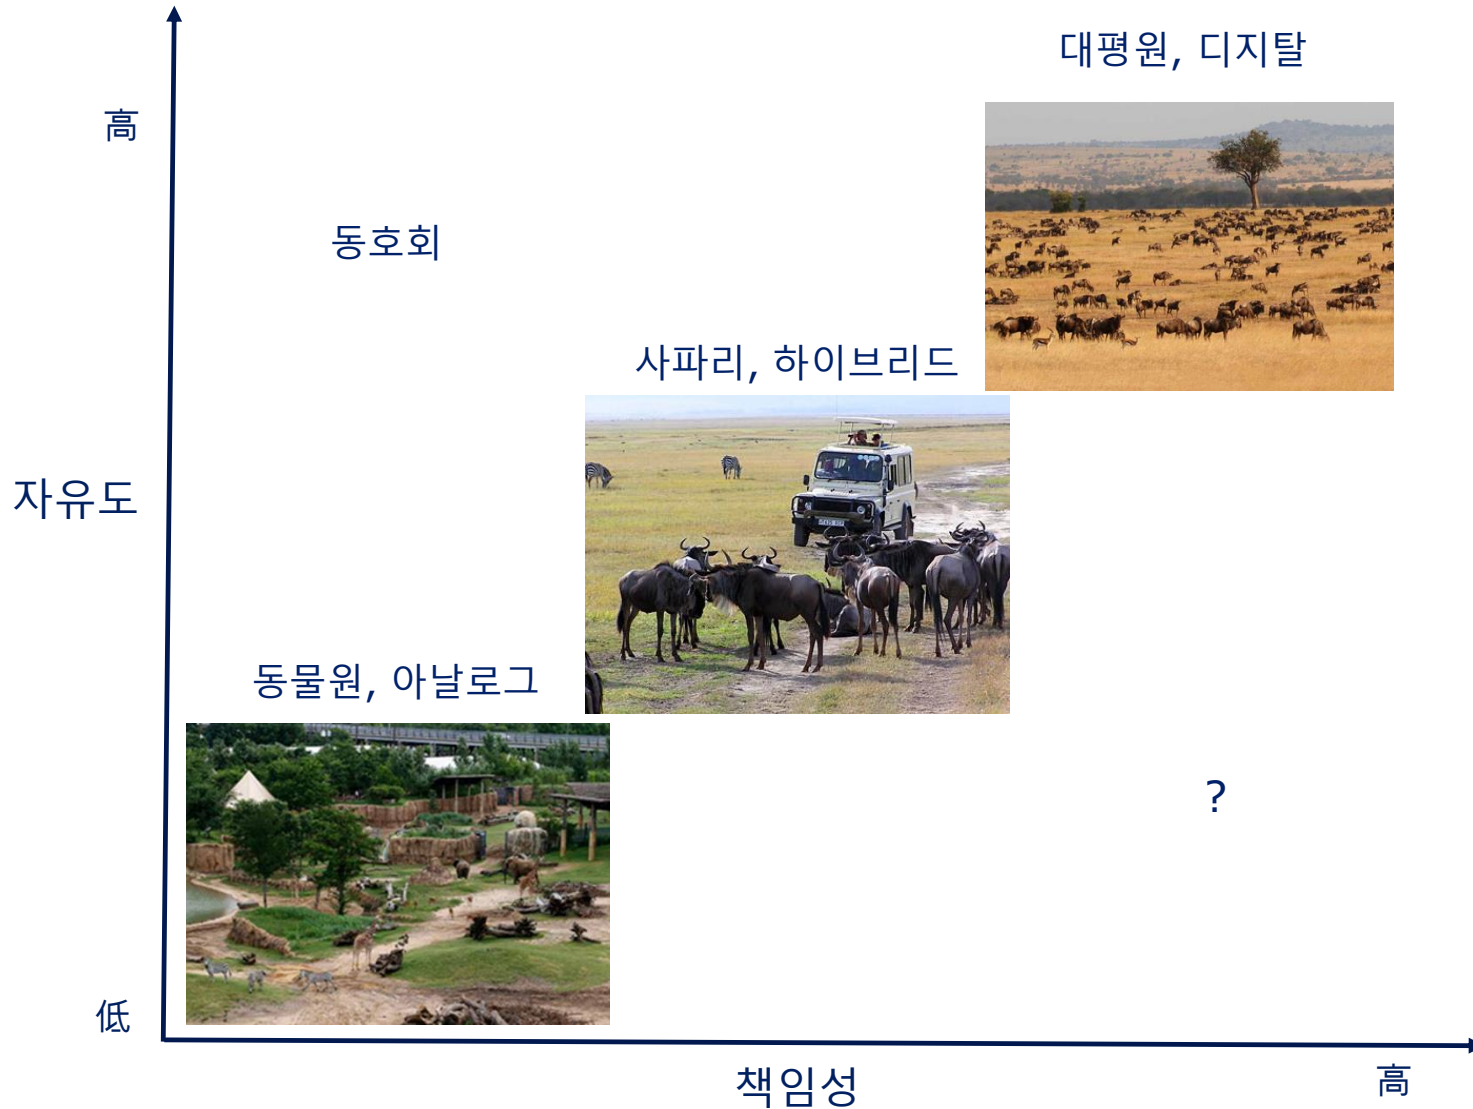 대평원, 디지탈
高
동호회
사파리, 하이브리드
자유도
동물원, 아날로그
?
低
책임성
高